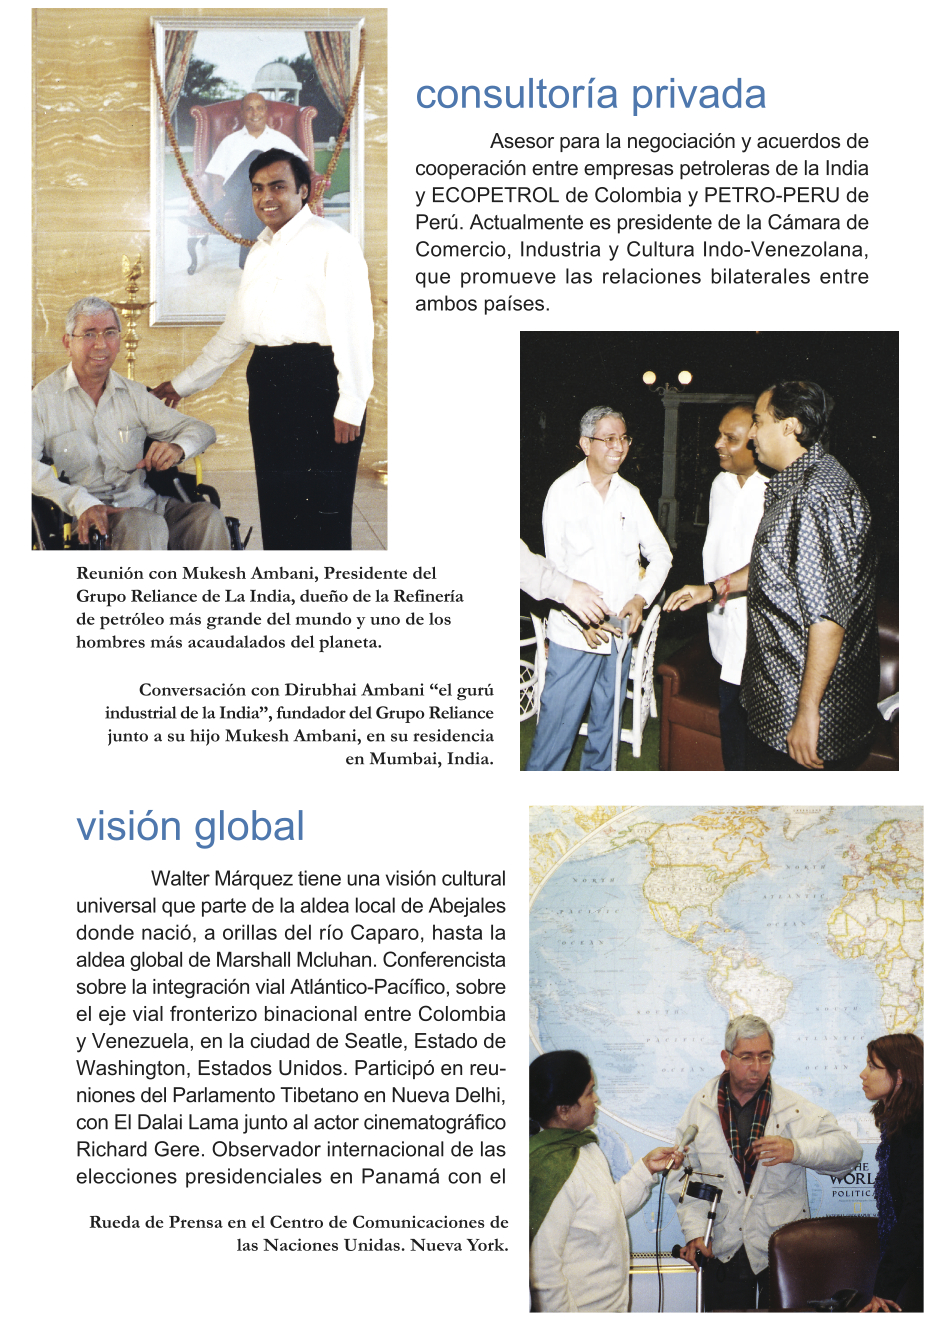 consultoría privada
Asesor para la negociación y acuerdos de
cooperación entre empresas petroleras de la India
y ECOPETROL de Colombia y PETRO-PERU de
Perú. Actualmente es presidente de la Cámara de
Comercio, Industria y Cultura Indo-Venezolana,
que promueve las relaciones bilaterales entre
ambos países.
Reunión con Mukesh Ambani, Presidente del
Grupo Reliance de La India, dueño de la Refinería
de petróleo más grande del mundo y uno de los
hombres más acaudalados del planeta.
Conversación con Dirubhai Ambani “el gurú
industrial de la India”, fundador del Grupo Reliance
junto a su hijo Mukesh Ambani, en su residencia
en Mumbai, India.
visión global
Walter Márquez tiene una visión cultural
universal que parte de la aldea local de Abejales
donde nació, a orillas del río Caparo, hasta la
aldea global de Marshall Mcluhan. Conferencista
sobre la integración vial Atlántico-Pacífico, sobre
el eje vial fronterizo binacional entre Colombia
y Venezuela, en la ciudad de Seatle, Estado de
Washington, Estados Unidos. Participó en reu-
niones del Parlamento Tibetano en Nueva Delhi,
con El Dalai Lama junto al actor cinematográfico
Richard Gere. Observador internacional de las
elecciones presidenciales en Panamá con el
Rueda de Prensa en el Centro de Comunicaciones de
las Naciones Unidas. Nueva York.
NORTH
NORTH
PACIFIC
ATLANTIC
OCEAN
OCEAN
SOUTH
SOUTH
PACIFIC
ATLANTIC
OCEAN
OCEAN
THE
WORL
POLITICA